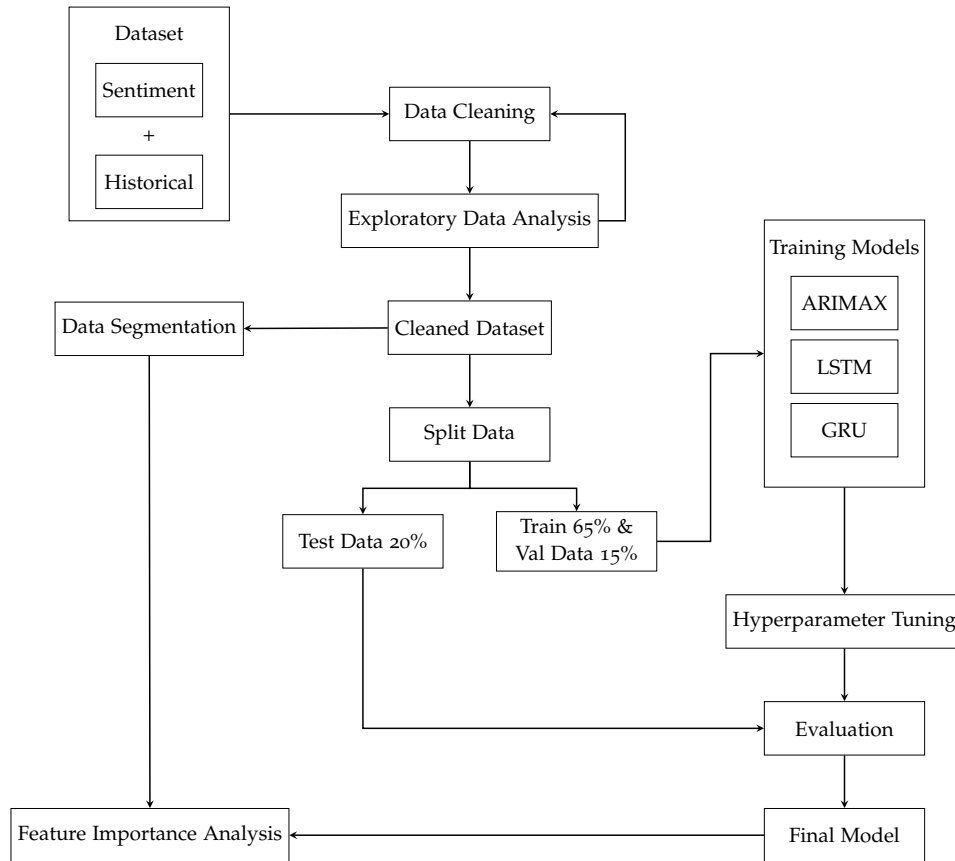 Dataset
Sentiment
+
Historical
Data Cleaning
Exploratory Data Analysis
Training Models
ARIMAX
LSTM
GRU
Data Segmentation
Cleaned Dataset
Split Data
Test Data 20%
Train 65% &
Val Data 15%
Hyperparameter Tuning
Evaluation
Feature Importance Analysis
Final Model